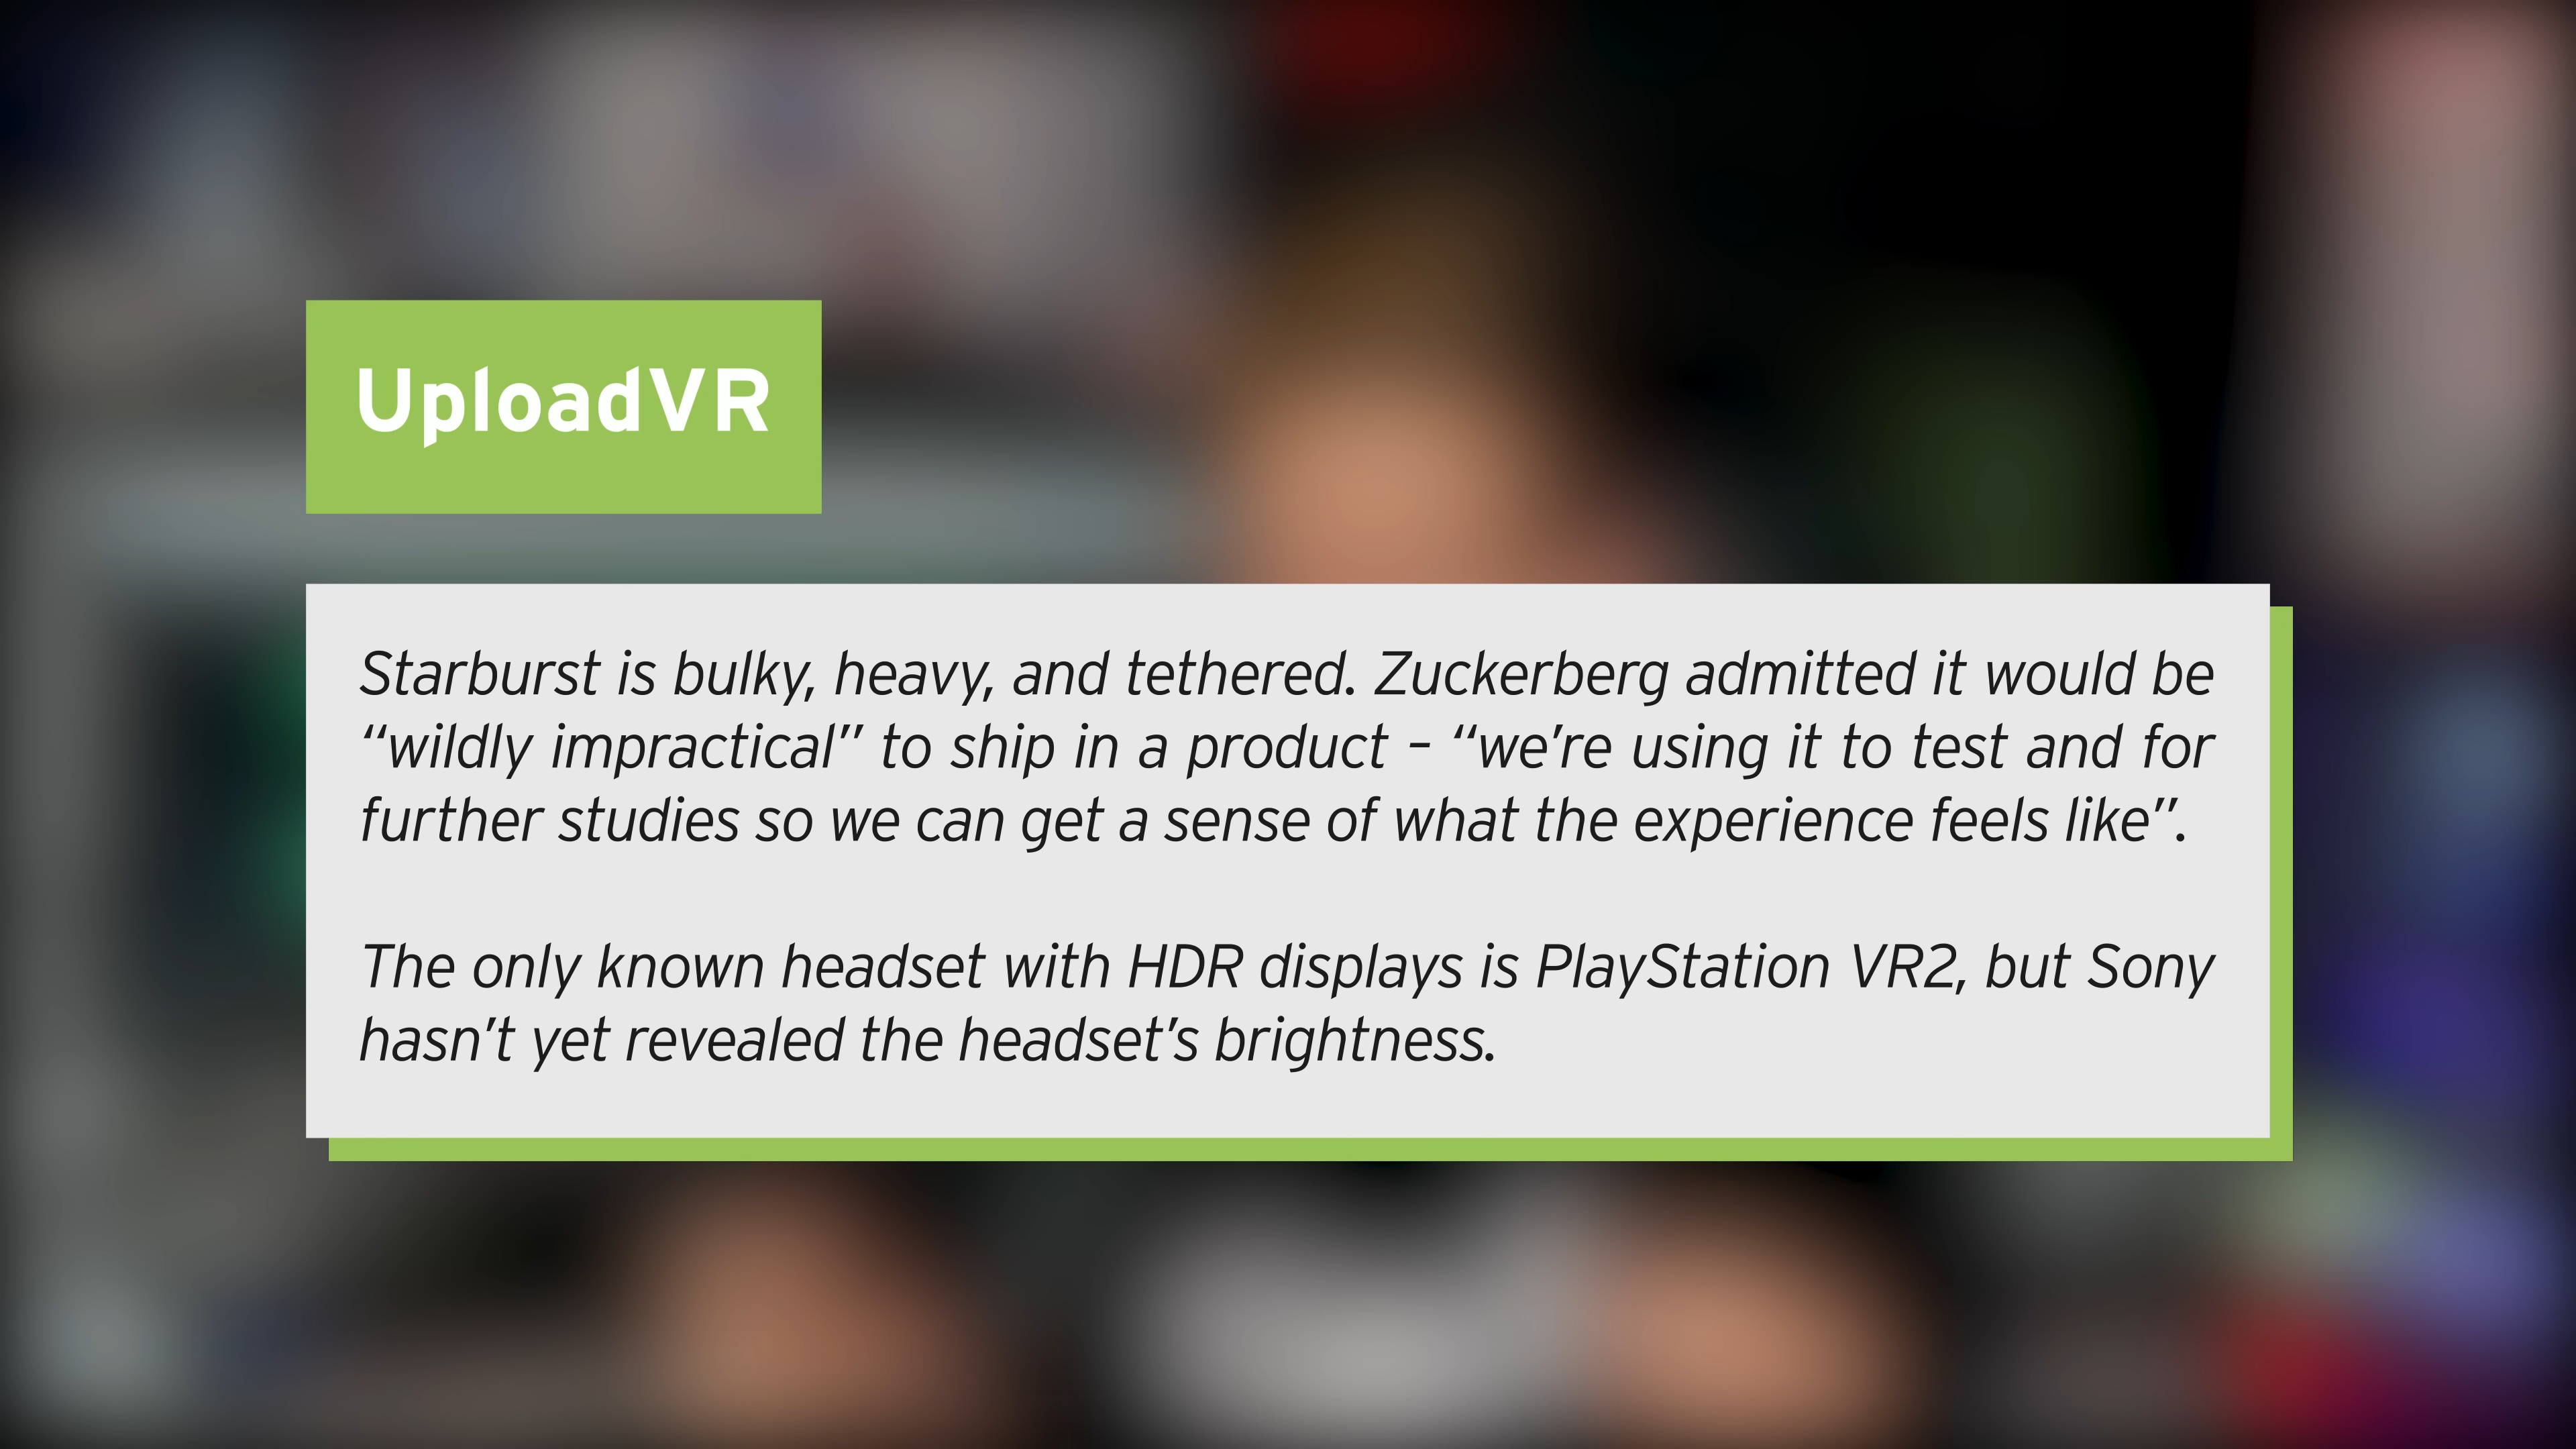 UploadVR
Starburst is bulky, heavy, and tethered. Zuckerberg admitted it would be
“wildly impractical” to ship in a product – “we’re using it to test and for
further studies so we can get a sense of what the experience feels like”.
The only known headset with HDR displays is PlayStation VR2, but Sony
hasn’t yet revealed the headset’s brightness.